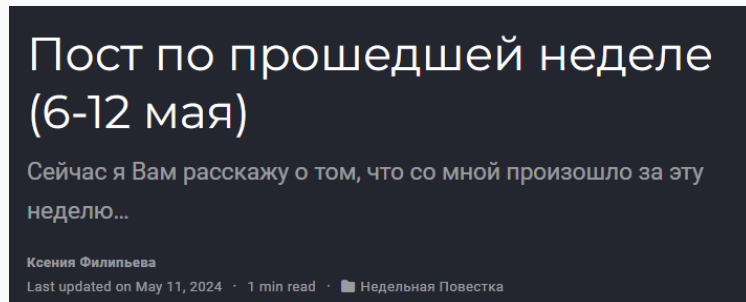 Пост по прошедшей неделе
(6-12 мая)
Сейчас я Вам расскажу о том, что со мной произошло за эту
неделю...
Ксения Филипьева
Last updated on May 11, 2024 · 1 min read · Недельная Повестка